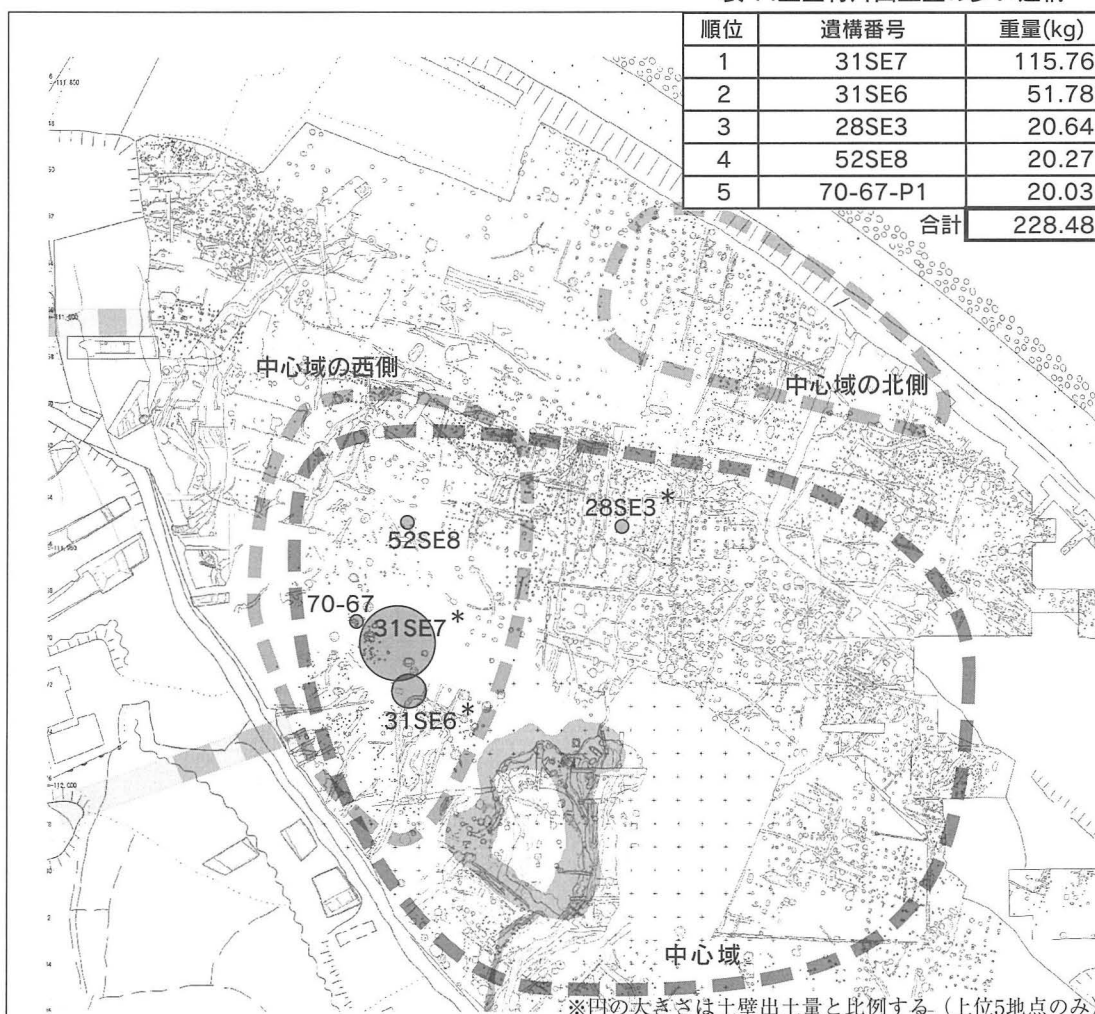 順位 遺構番号 重量(kg)
1 31SE7 115.76
2 31SE6 51.78
3 28SE3 20.64
4 52SE8 20.27
5 70-67-P1 20.03
合計 228.48
中心域の西側
中心域の北側
28SE3*
52SE8
70-67
31SE7*
31SE6*
中心域
※円の大きさは土壁出土量と比例する(上位5地点のみ)